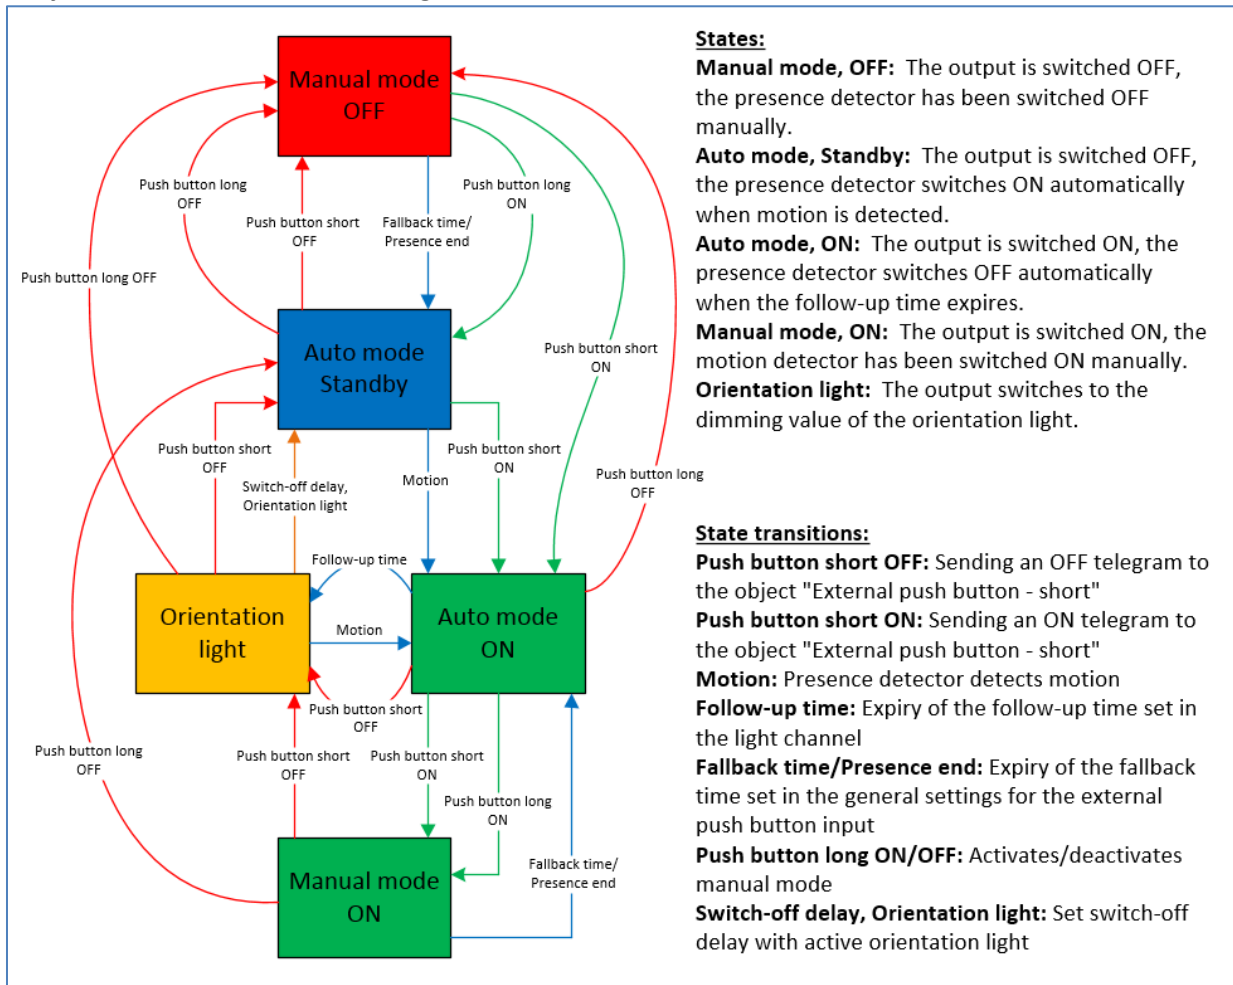 Manual mode
OFF
Push button long
OFF
Push button short
OFF
Fallback time/
Presence end
Push button long
ON
Push button long OFF
Auto mode
Standby
Push button short
ON
Push button short
OFF
Switch-off delay,
Orientation light
Motion
Push button short
ON
Push button long
OFF
Follow-up time
Orientation
light
Motion
Auto mode
ON
Push button short
OFF
Push button long
OFF
Push button short
OFF
Push button short
ON
Push button long
ON
Fallback time/
Presence end
Manual mode
ON
States:
Manual mode, OFF: The output is switched OFF,
the presence detector has been switched OFF
manually.
Auto mode, Standby: The output is switched OFF,
the presence detector switches ON automatically
when motion is detected.
Auto mode, ON: The output is switched ON, the
presence detector switches OFF automatically
when the follow-up time expires.
Manual mode, ON: The output is switched ON, the
motion detector has been switched ON manually.
Orientation light: The output switches to the
dimming value of the orientation light.
State transitions:
Push button short OFF: Sending an OFF telegram to
the object "External push button - short"
Push button short ON: Sending an ON telegram to
the object "External push button - short"
Motion: Presence detector detects motion
Follow-up time: Expiry of the follow-up time set in
the light channel
Fallback time/Presence end: Expiry of the fallback
time set in the general settings for the external
push button input
Push button long ON/OFF: Activates/deactivates
manual mode
Switch-off delay, Orientation light: Set switch-off
delay with active orientation light